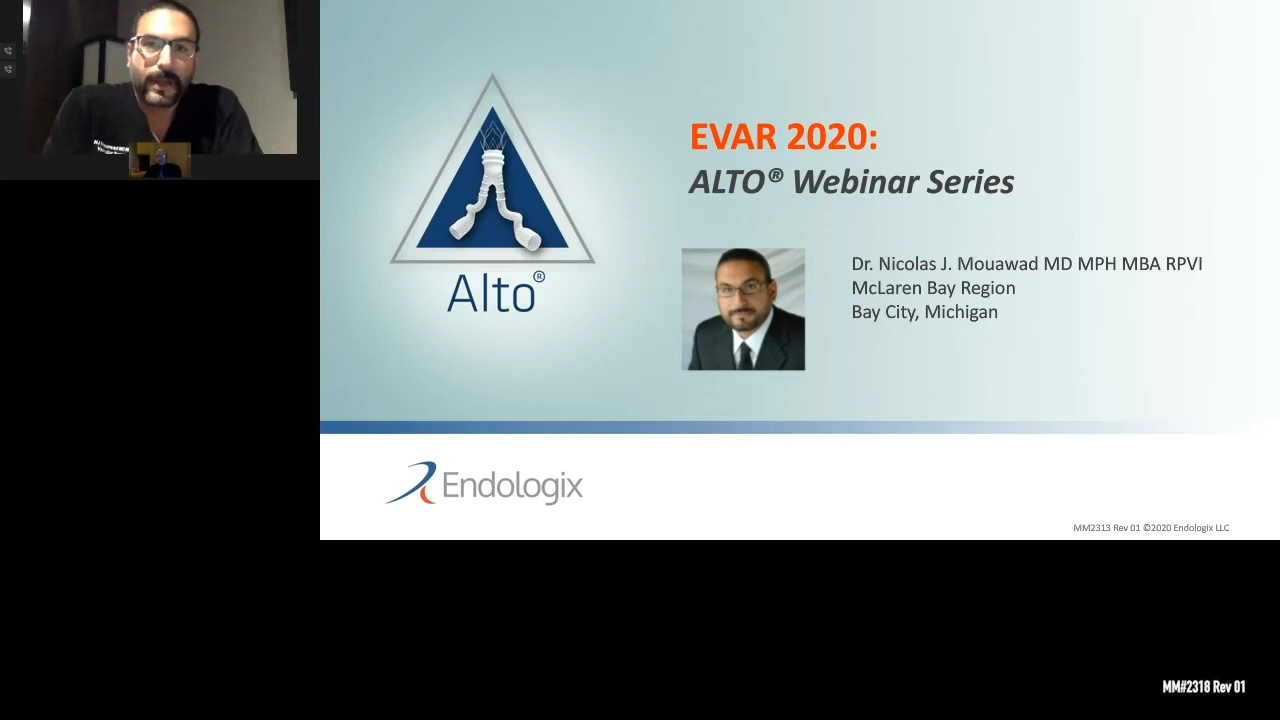 EVAR 2020:
ALTO® Webinar Series
Alto®
Dr. Nicolas J. Mouawad MD MPH MBA RPVI
McLaren Bay Region
Bay City, Michigan
Endologix
MM2313 Rev 01 ©2020 Endologix LLC
MM#2318 Rev 01